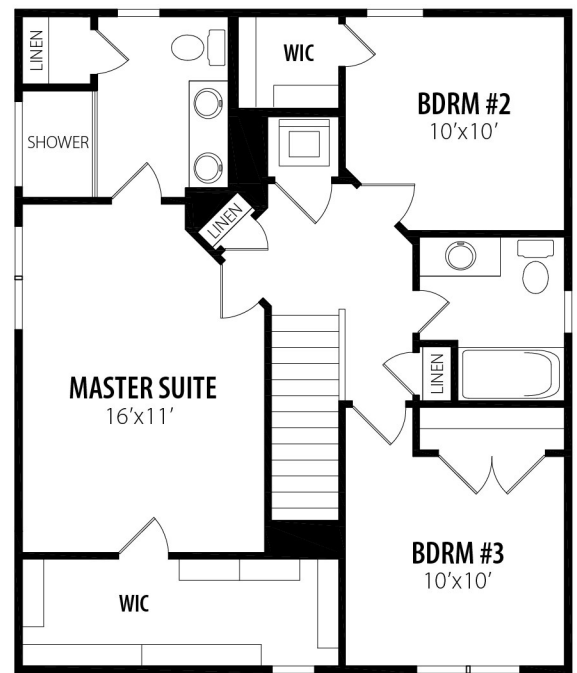 LINEN
WIC
BDRM #2
10'x10'
SHOWER
LINEN
LINEN
MASTER SUITE
16'x11'
BDRM #3
10'x10'
WIC